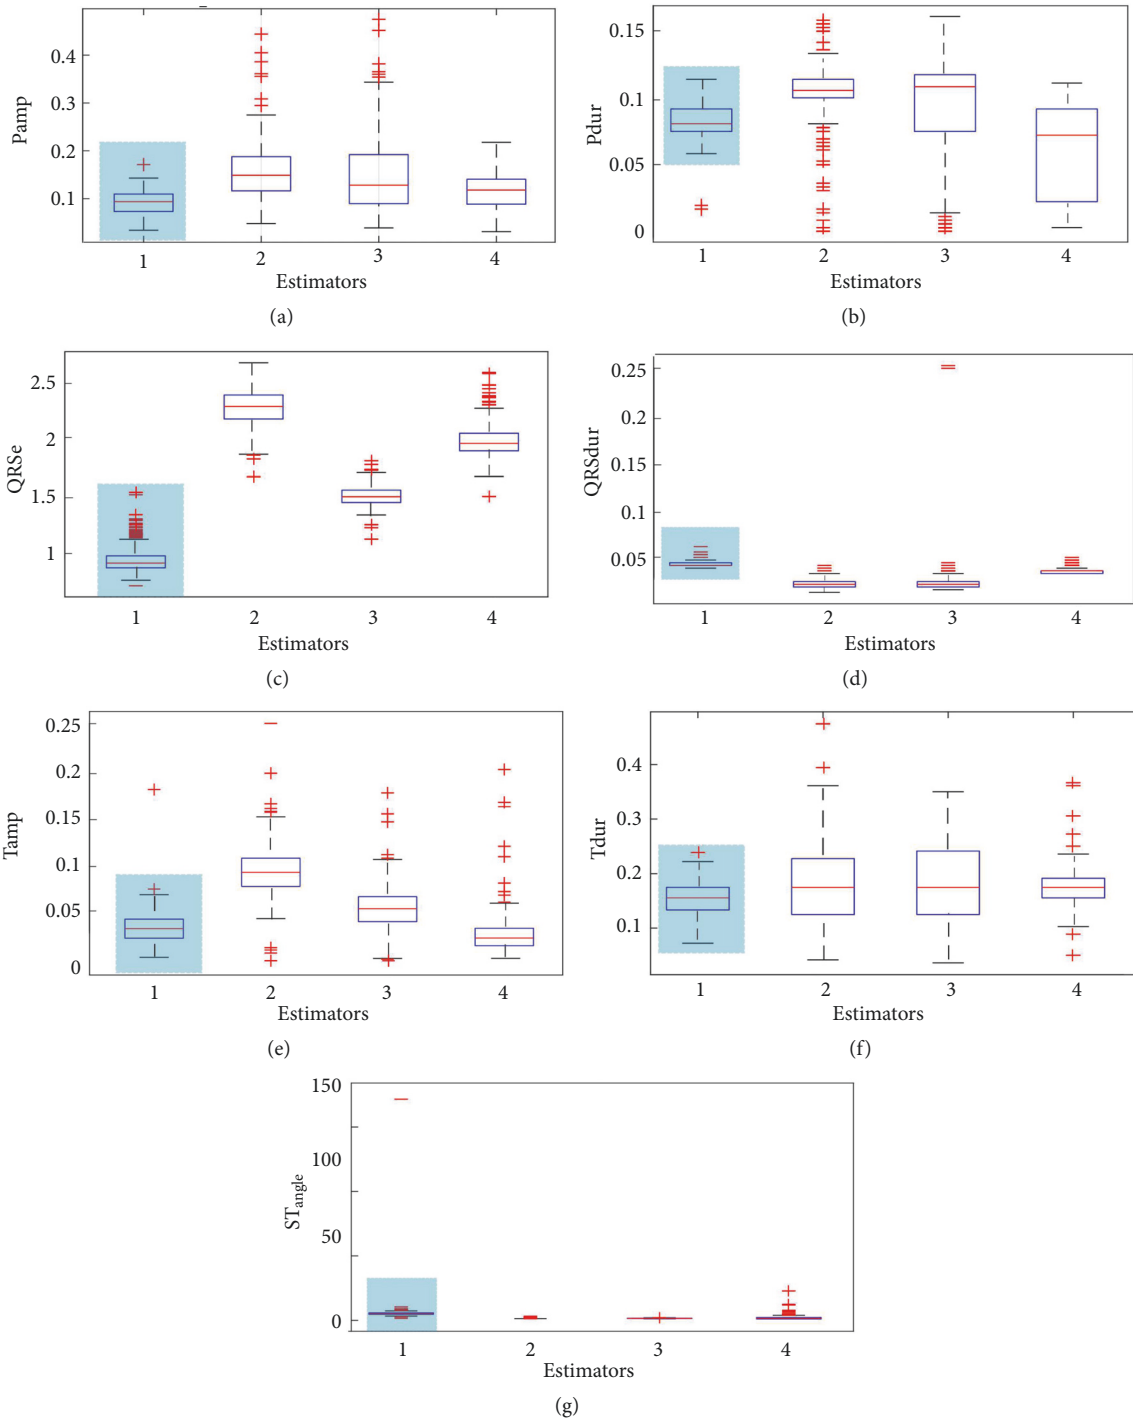 0.4
0.3
0.2
0.1
Pamp
1 2 3 4
Estimators
(a)
0.15
0.1
0.05
0
Pdur
1 2 3 4
Estimators
(b)
2.5
2
1.5
1
QRSe
1 2 3 4
Estimators
(c)
0.25
0.2
0.15
0.1
0.05
QRSdur
1 2 3 4
Estimators
(d)
0.25
0.2
0.15
0.1
0.05
0
Tamp
1 2 3 4
Estimators
(e)
0.4
0.3
0.2
0.1
Tdur
1 2 3 4
Estimators
(f)
150
100
50
0
STangle
1 2 3 4
Estimators
(g)